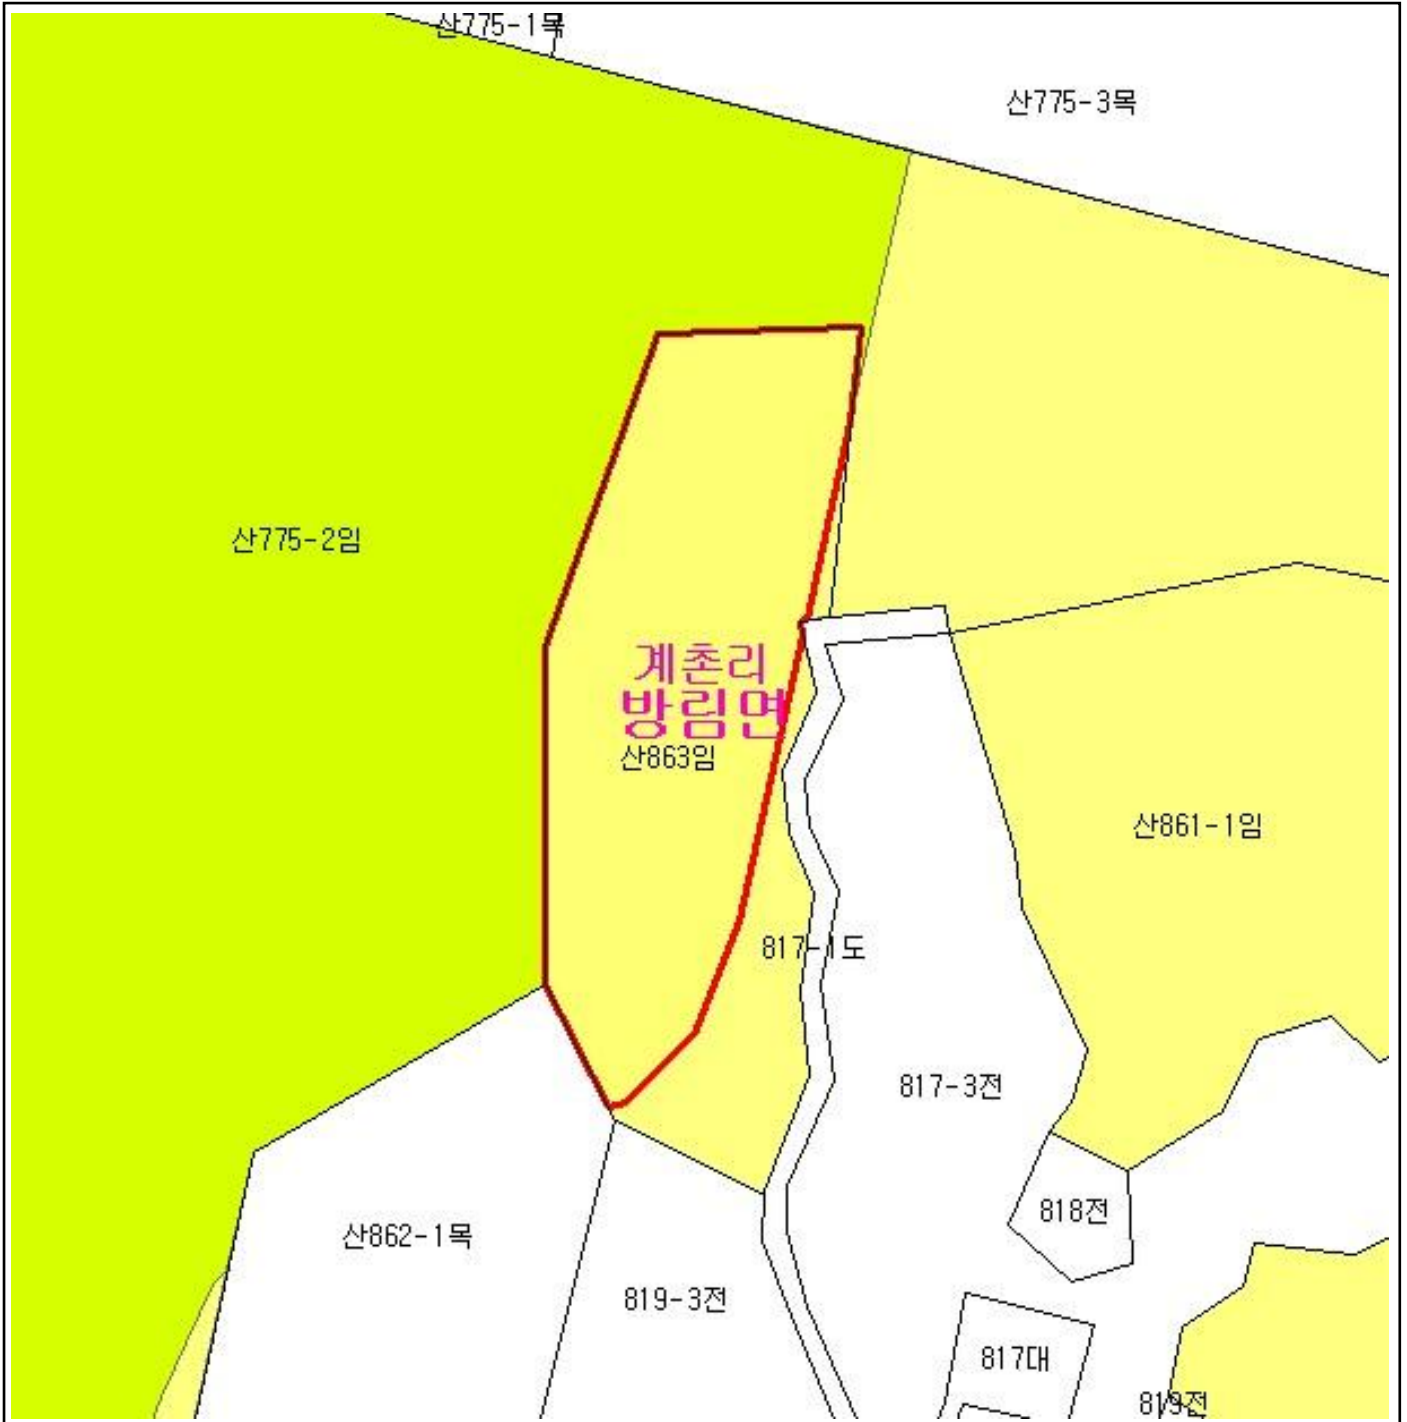 산775-1목
산775-3목
산775-2임
계촌리
방림면
산863임
산861-1임
817-1도
817-3전
818전
산862-1목
819-3전
817대
819전